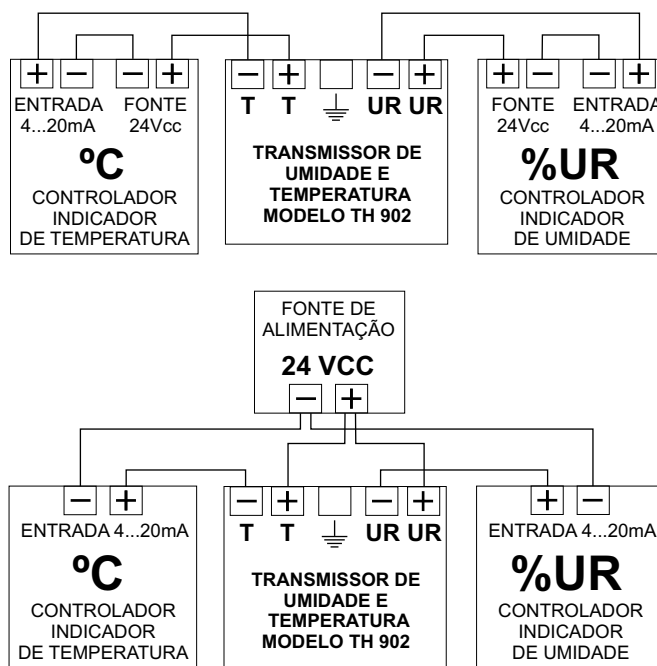 + − − +
ENTRADA FONTE
4...20mA 24Vcc
ºC
CONTROLADOR
INDICADOR
DE TEMPERATURA
− + − +
T T UR UR
TRANSMISSOR DE
UMIDADE E
TEMPERATURA
MODELO TH 902
+ − − +
FONTE ENTRADA
24Vcc 4...20mA
%UR
CONTROLADOR
INDICADOR
DE UMIDADE
FONTE DE
ALIMENTAÇÃO
24 VCC
− +
− +
ENTRADA 4...20mA
ºC
CONTROLADOR
INDICADOR
DE TEMPERATURA
− + − +
T T UR UR
TRANSMISSOR DE
UMIDADE E
TEMPERATURA
MODELO TH 902
+ −
ENTRADA 4...20mA
%UR
CONTROLADOR
INDICADOR
DE UMIDADE